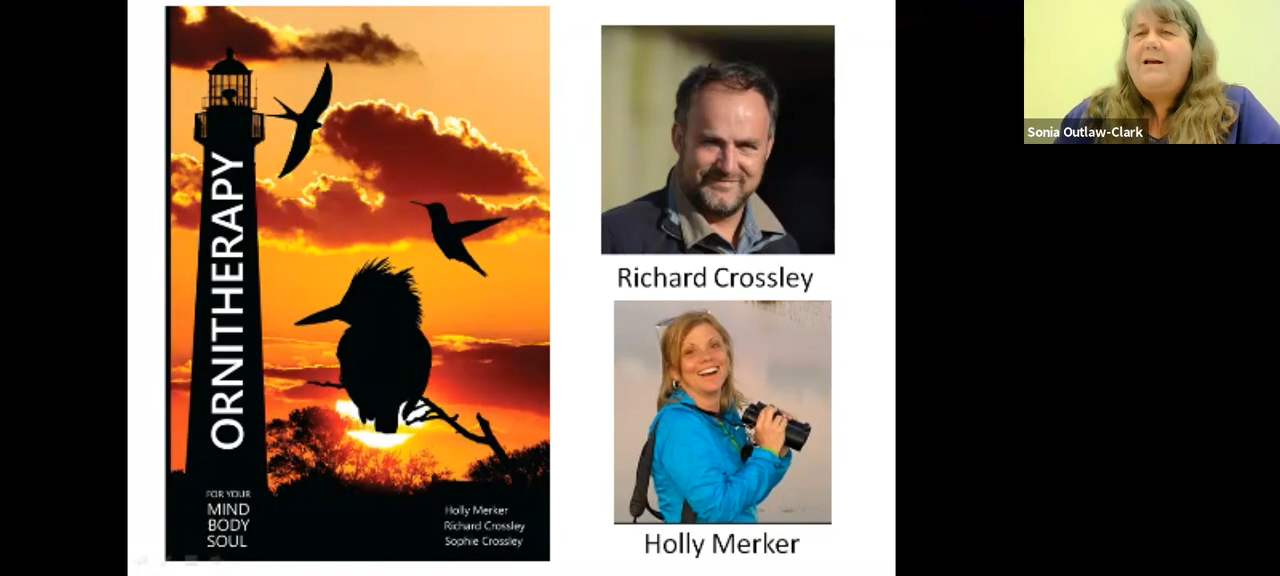 ORNITHERAPY
FOR YOUR
MIND
BODY
SOUL
Holly Merker
Richard Crossley
Sophie Crossley
Richard Crossley
Holly Merker
Sonia Outlaw-Clark